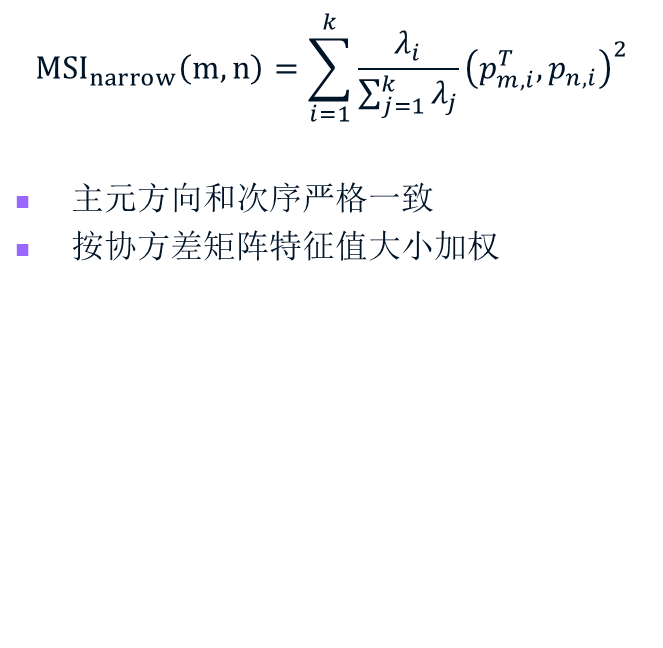 MSI_narrow(m, n) = ∑_{i=1}^{k} λ_i / ∑_{j=1}^{k} λ_j (p_{m,i}^T, p_{n,i})^2
主元方向和次序严格一致
按协方差矩阵特征值大小加权